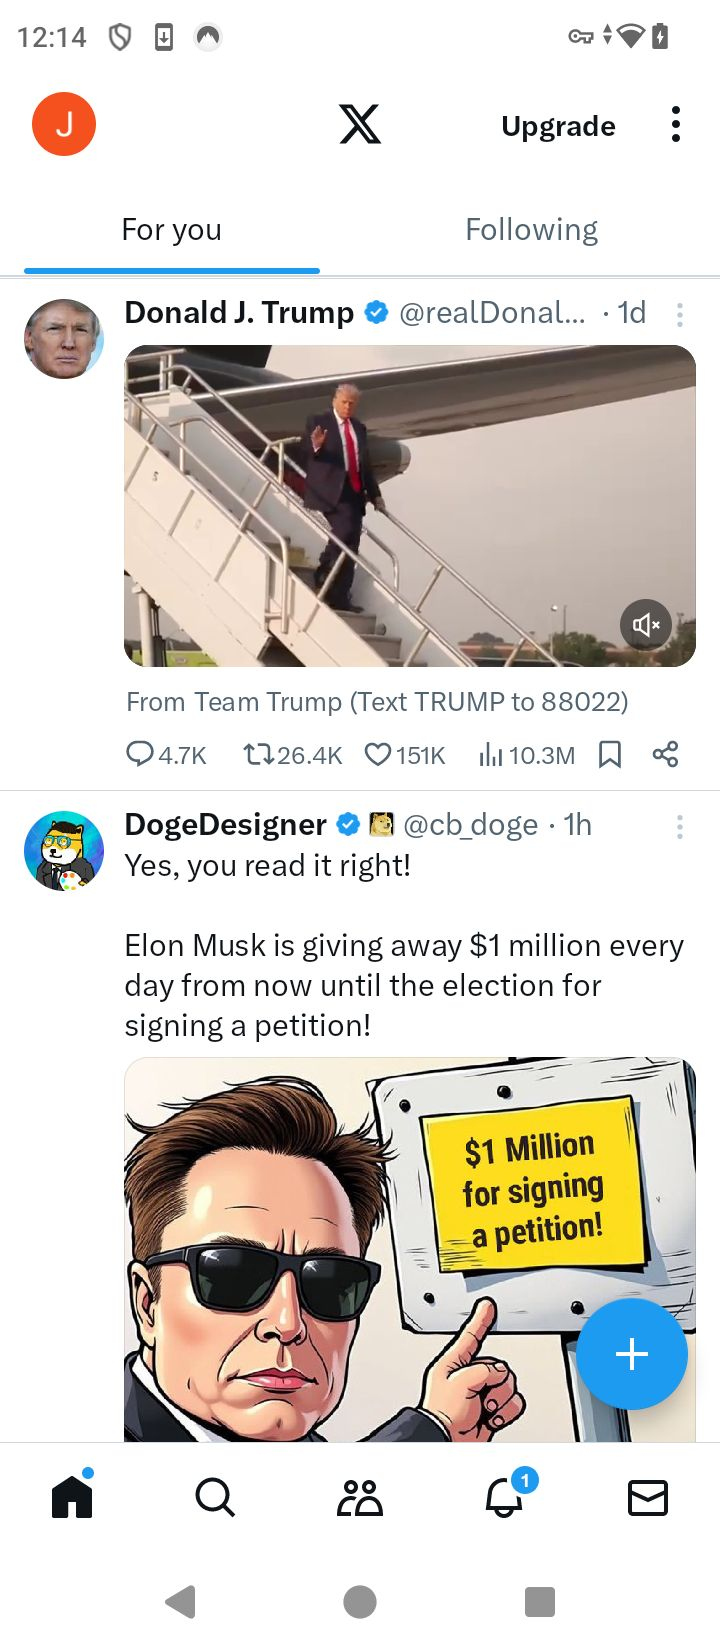 12:14
J
X
Upgrade
For you
Following
Donald J. Trump @realDonal... · 1d
From Team Trump (Text TRUMP to 88022)
4.7K 26.4K 151K 10.3M
DogeDesigner @cb_doge · 1h
Yes, you read it right!
Elon Musk is giving away $1 million every
day from now until the election for
signing a petition!
$1 Million
for signing
a petition!
1